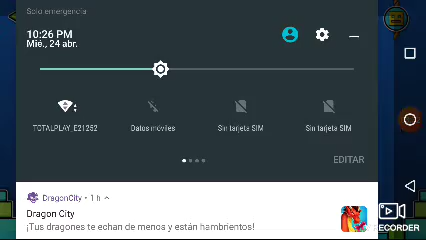 Solo emergencia
10:26 PM
Mié., 24 abr.
TOTALPLAY_E21252
Datos móviles
Sin tarjeta SIM
Sin tarjeta SIM
EDITAR
DragonCity • 1 h
Dragon City
¡Tus dragones te echan de menos y están hambrientos!
RECORDER